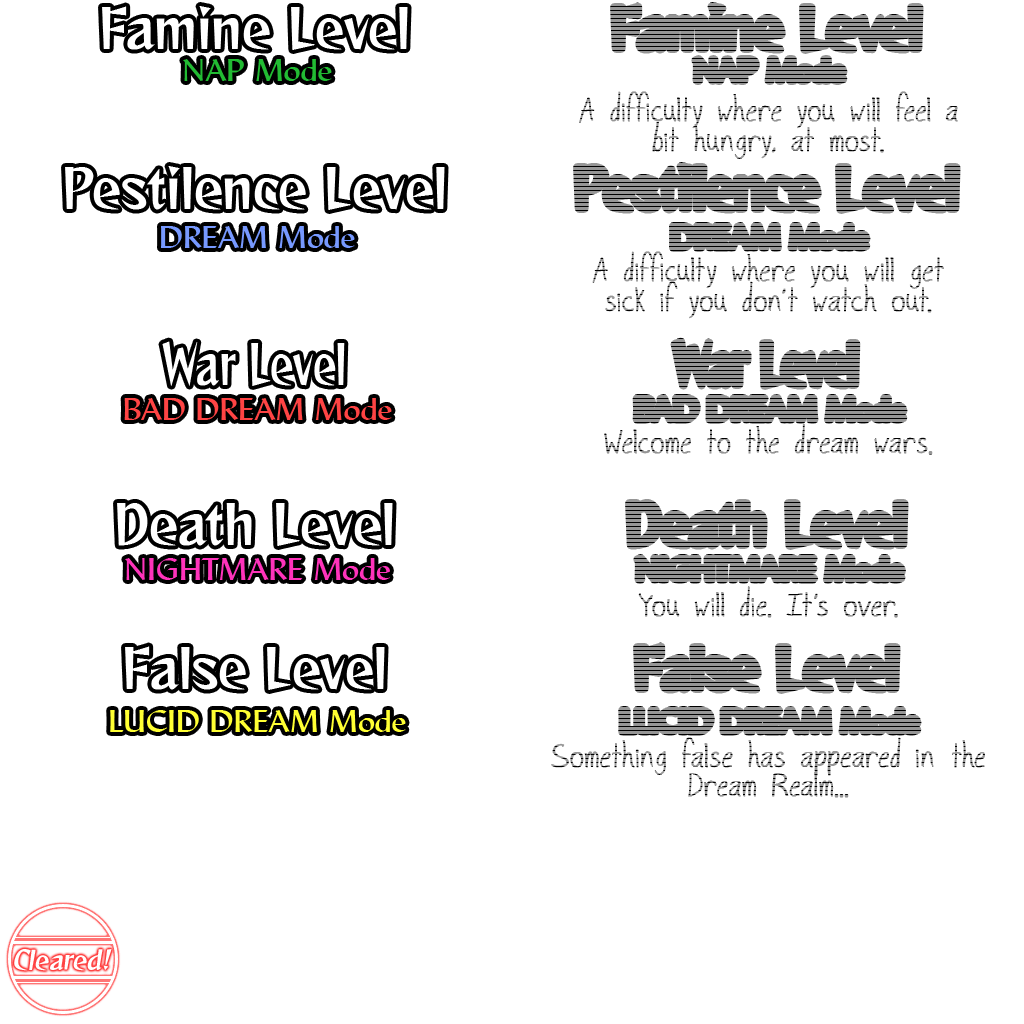 Famine Level
NAP Mode
Famine Level
NAP Mode
A difficulty where you will feel a
bit hungry, at most.
Pestilence Level
DREAM Mode
Pestilence Level
DREAM Mode
A difficulty where you will get
sick if you don't watch out.
War Level
BAD DREAM Mode
War Level
BAD DREAM Mode
Welcome to the dream wars.
Death Level
NIGHTMARE Mode
Death Level
NIGHTMARE Mode
You will die. It's over.
False Level
LUCID DREAM Mode
False Level
LUCID DREAM Mode
Something false has appeared in the
Dream Realm...
Cleared!